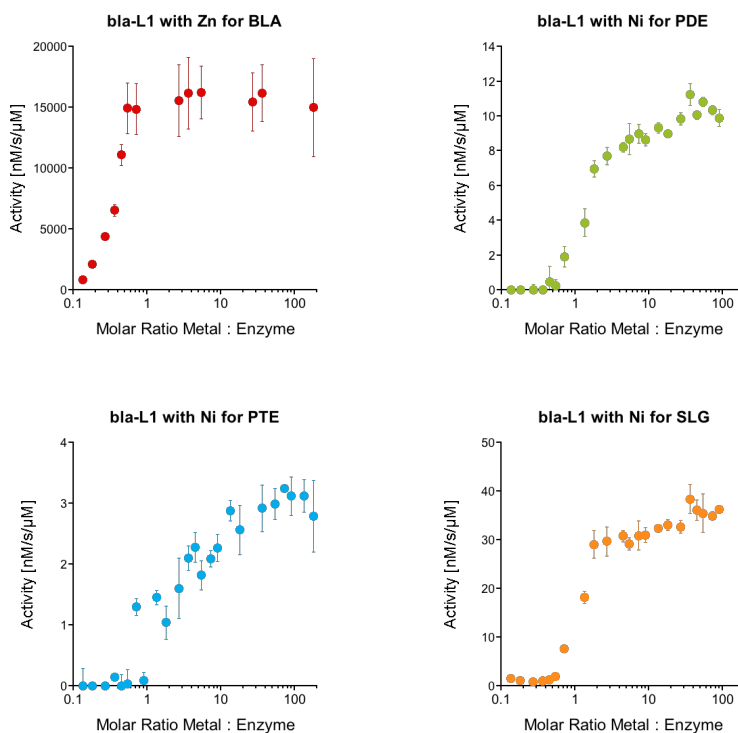 bla-L1 with Zn for BLA
Activity [nM/s/µM]
20000
15000
10000
5000
0
0.1 1 10 100
Molar Ratio Metal : Enzyme
bla-L1 with Ni for PDE
Activity [nM/s/µM]
14
12
10
8
6
4
2
0
0.1 1 10 100
Molar Ratio Metal : Enzyme
bla-L1 with Ni for PTE
Activity [nM/s/µM]
4
3
2
1
0
0.1 1 10 100
Molar Ratio Metal : Enzyme
bla-L1 with Ni for SLG
Activity [nM/s/µM]
50
40
30
20
10
0
0.1 1 10 100
Molar Ratio Metal : Enzyme